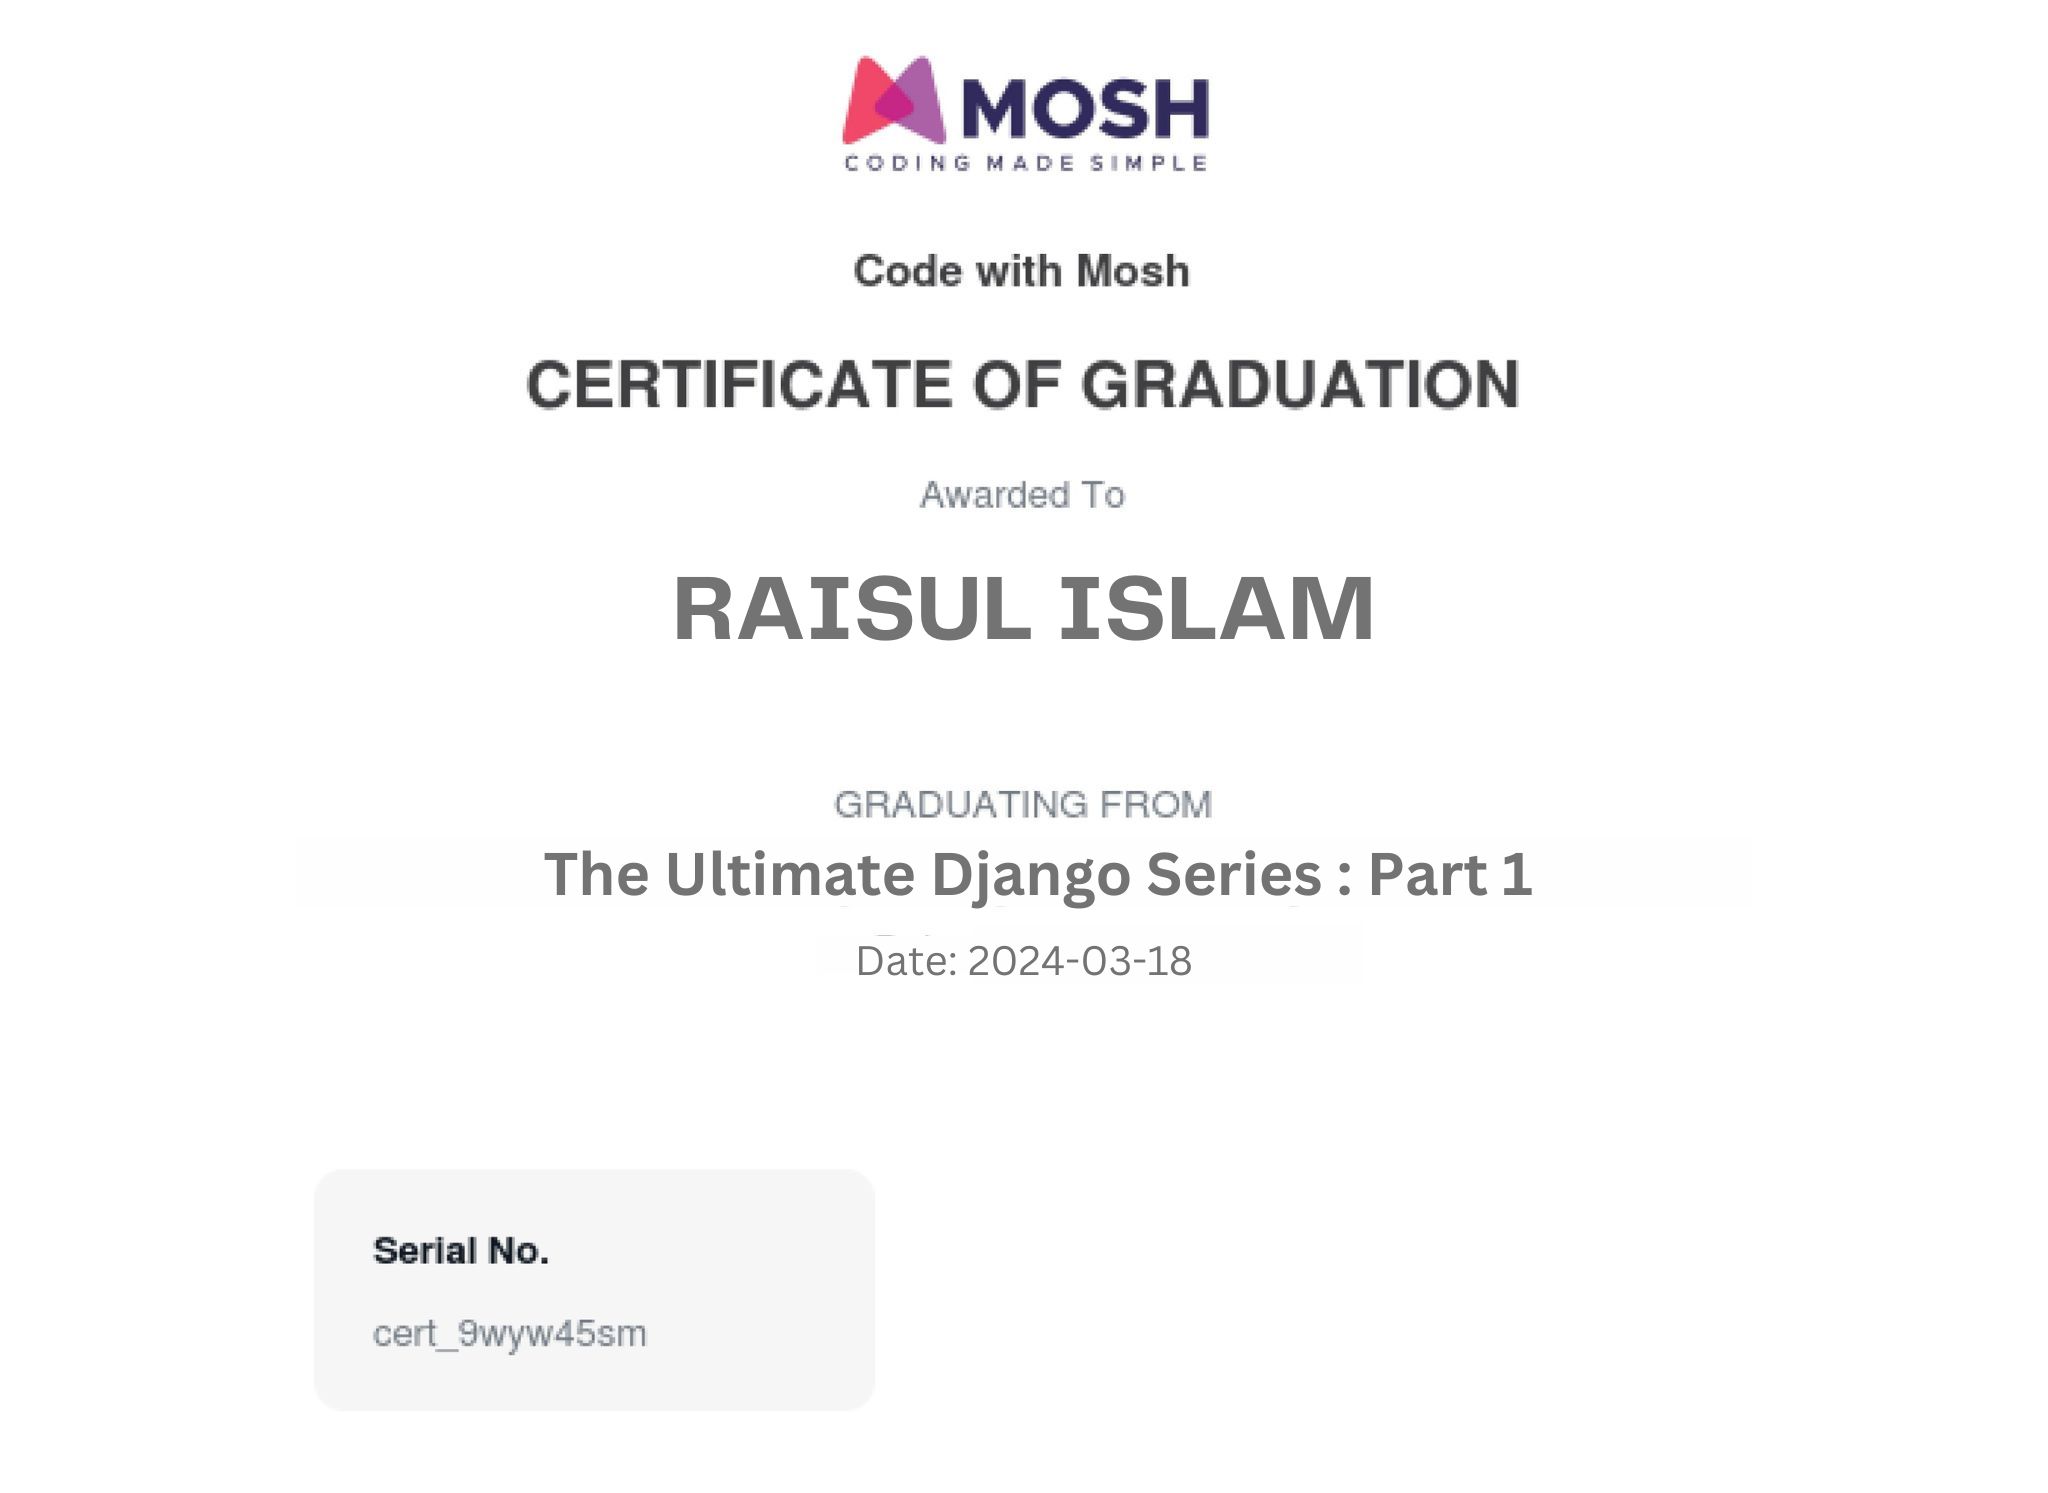 MOSH
CODING MADE SIMPLE
Code with Mosh
CERTIFICATE OF GRADUATION
Awarded To
RAISUL ISLAM
GRADUATING FROM
The Ultimate Django Series : Part 1
Date: 2024-03-18
Serial No.
cert_9wyw45sm